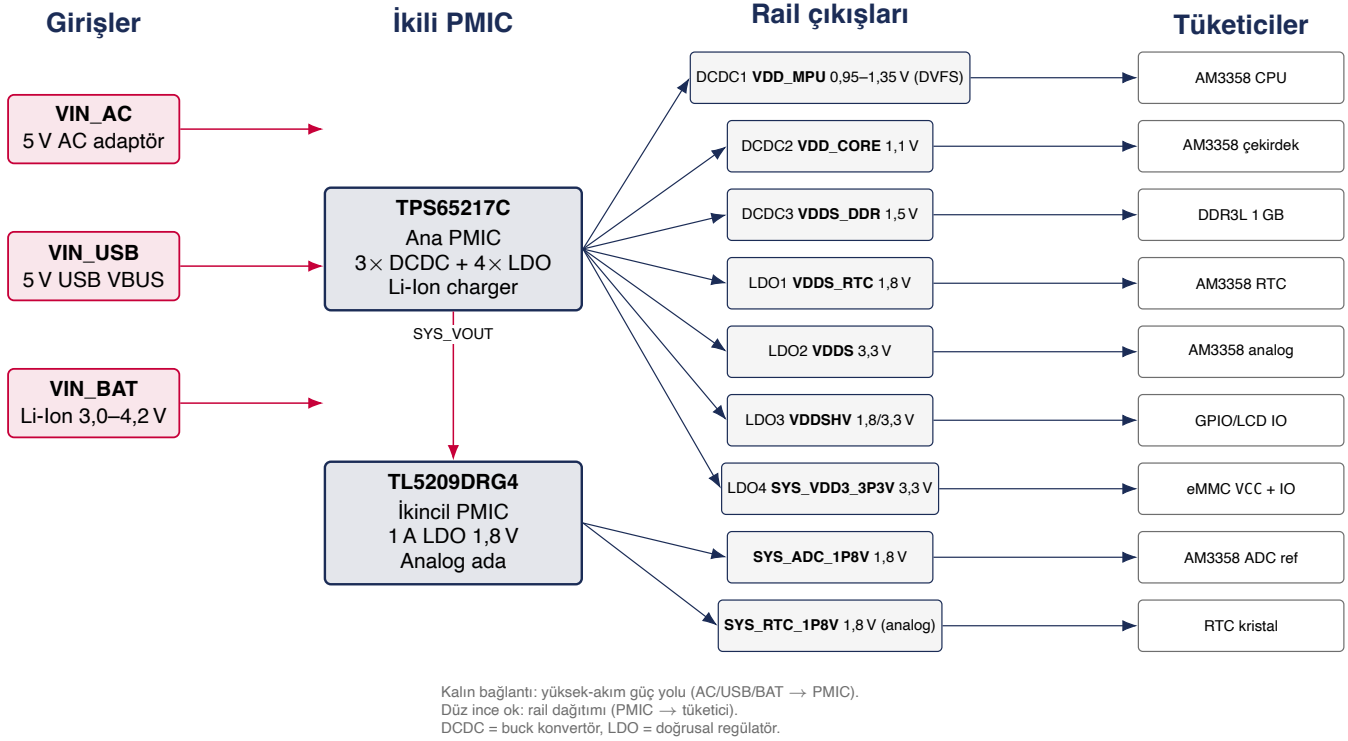 Girişler
İkili PMIC
Rail çıkışları
Tüketiciler
VIN_AC
5 V AC adaptör
VIN_USB
5 V USB VBUS
VIN_BAT
Li-Ion 3,0–4,2 V
TPS65217C
Ana PMIC
3× DCDC + 4× LDO
Li-Ion charger
SYS_VOUT
TL5209DRG4
İkincil PMIC
1 A LDO 1,8 V
Analog ada
DCDC1 VDD_MPU 0,95–1,35 V (DVFS)
DCDC2 VDD_CORE 1,1 V
DCDC3 VDDS_DDR 1,5 V
LDO1 VDDS_RTC 1,8 V
LDO2 VDDS 3,3 V
LDO3 VDDSHV 1,8/3,3 V
LDO4 SYS_VDD3_3P3V 3,3 V
SYS_ADC_1P8V 1,8 V
SYS_RTC_1P8V 1,8 V (analog)
AM3358 CPU
AM3358 çekirdek
DDR3L 1 GB
AM3358 RTC
AM3358 analog
GPIO/LCD IO
eMMC VCC + IO
AM3358 ADC ref
RTC kristal
Kalın bağlantı: yüksek-akım güç yolu (AC/USB/BAT → PMIC).
Düz ince ok: rail dağıtımı (PMIC → tüketici).
DCDC = buck konvertör, LDO = doğrusal regülatör.